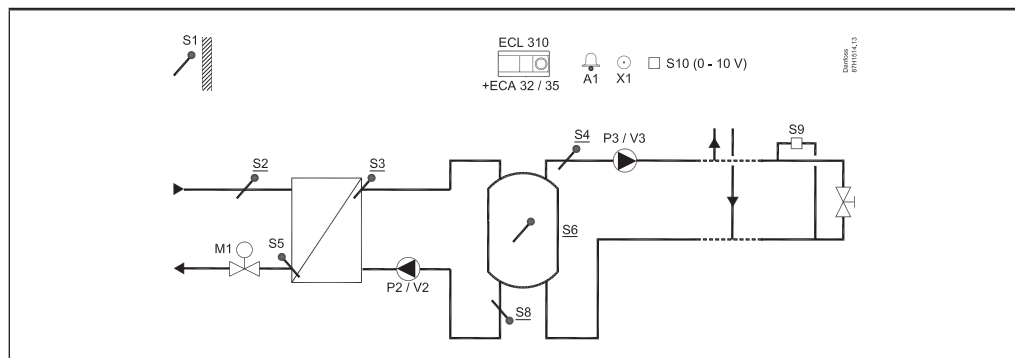 S1
ECL 310
+ECA 32 / 35
A1
X1
S10 (0 - 10 V)
Danfoss
87H1514.13
S2
S3
S4
P3 / V3
S9
M1
S5
S6
P2 / V2
S8